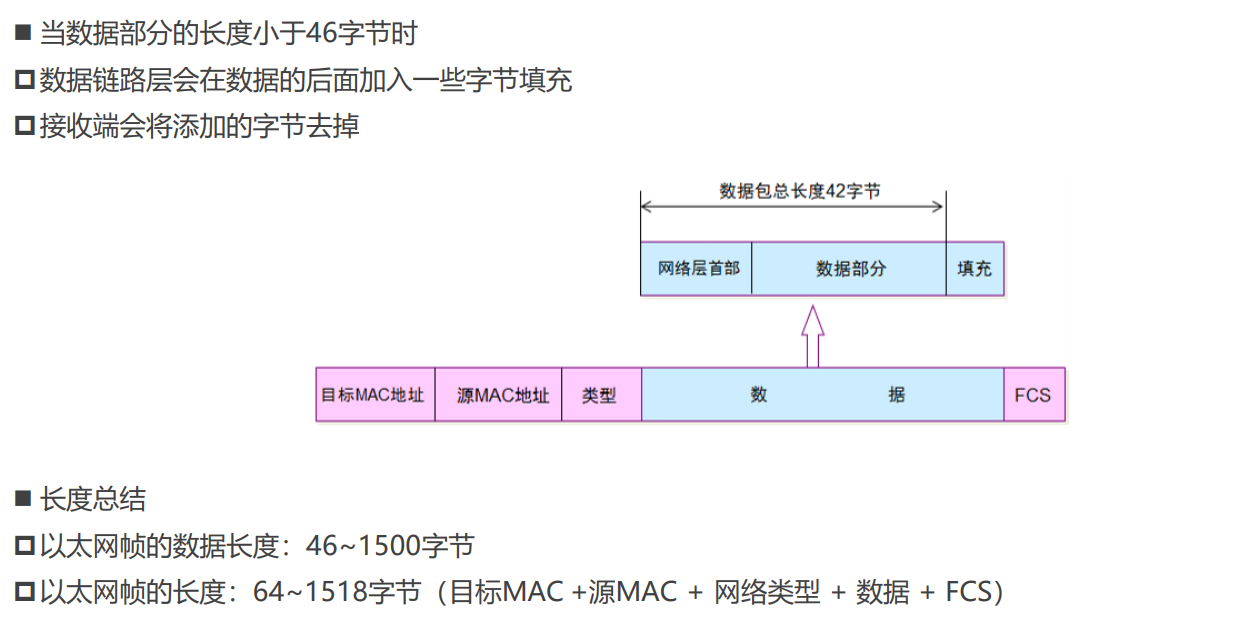 ■ 当数据部分的长度小于46字节时
◘ 数据链路层会在数据的后面加入一些字节填充
◘ 接收端会将添加的字节去掉
数据包总长度42字节
网络层首部 数据部分 填充
目标MAC地址 源MAC地址 类型 数 据 FCS
■ 长度总结
◘ 以太网帧的数据长度：46~1500字节
◘ 以太网帧的长度：64~1518字节（目标MAC +源MAC + 网络类型 + 数据 + FCS）